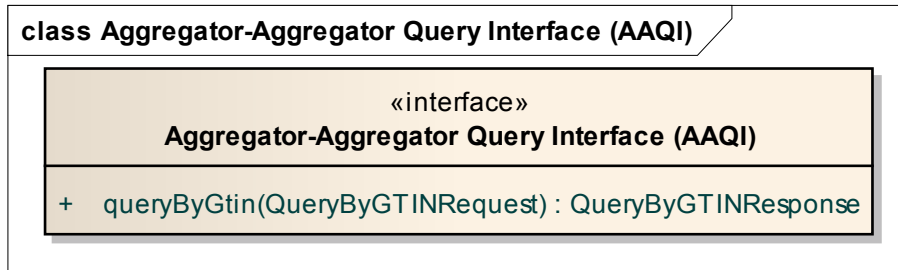 class Aggregator-Aggregator Query Interface (AAQI)
«interface»
Aggregator-Aggregator Query Interface (AAQI)
+ queryByGtin(QueryByGTINRequest) : QueryByGTINResponse